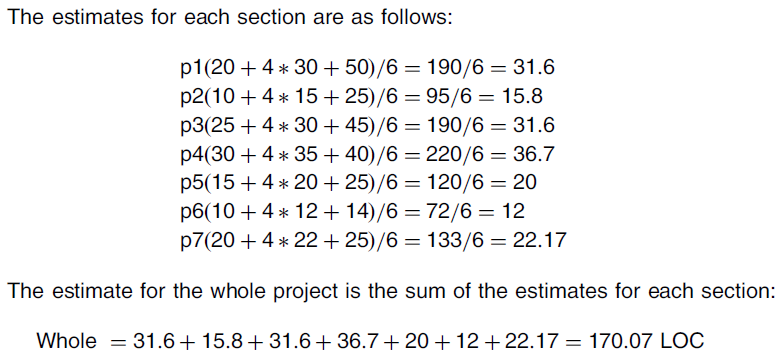 The estimates for each section are as follows:
p1(20 + 4 ∗ 30 + 50)/6 = 190/6 = 31.6
p2(10 + 4 ∗ 15 + 25)/6 = 95/6 = 15.8
p3(25 + 4 ∗ 30 + 45)/6 = 190/6 = 31.6
p4(30 + 4 ∗ 35 + 40)/6 = 220/6 = 36.7
p5(15 + 4 ∗ 20 + 25)/6 = 120/6 = 20
p6(10 + 4 ∗ 12 + 14)/6 = 72/6 = 12
p7(20 + 4 ∗ 22 + 25)/6 = 133/6 = 22.17
The estimate for the whole project is the sum of the estimates for each section:
Whole = 31.6 + 15.8 + 31.6 + 36.7 + 20 + 12 + 22.17 = 170.07 LOC